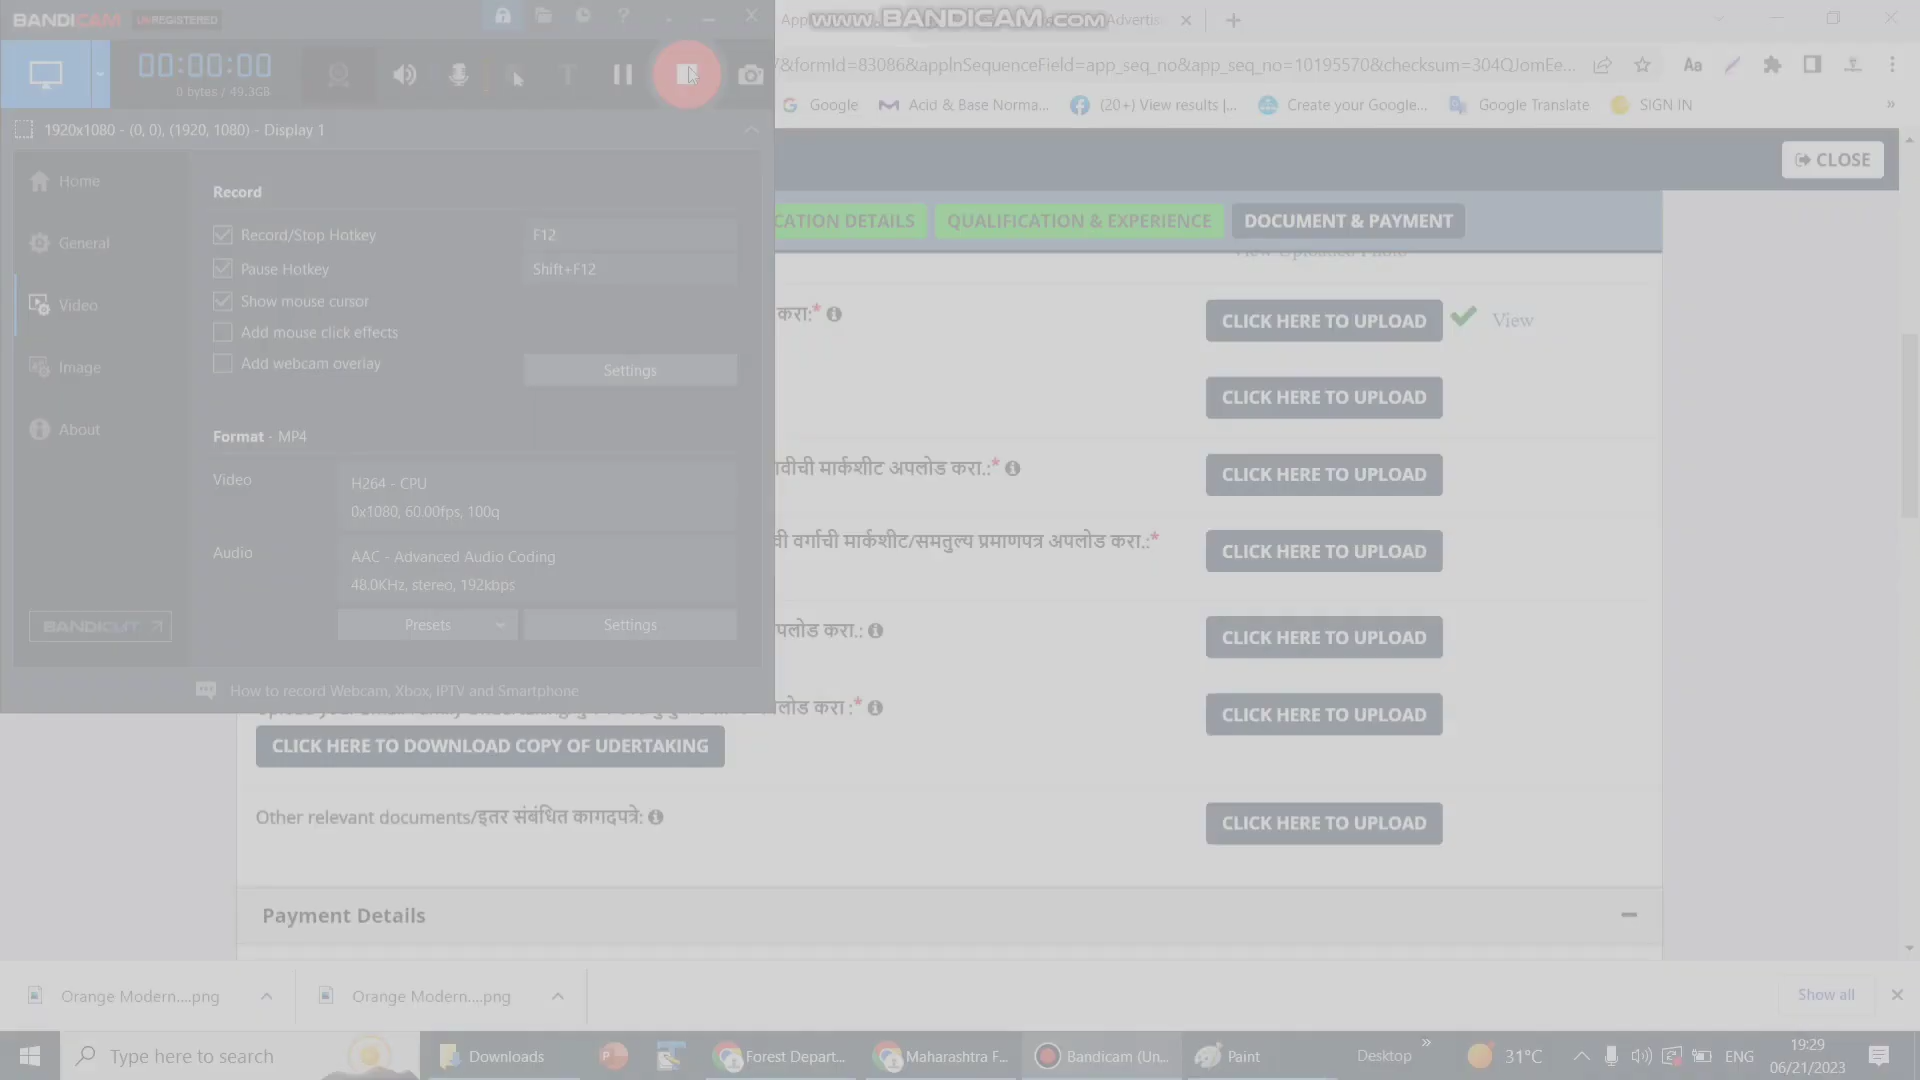 BANDICAM UNREGISTERED
00:00:00
0 bytes / 49.3GB
1920x1080 - (0, 0), (1920, 1080) - Display 1
Home
General
Video
Image
About
BANDICUT
Record
Record/Stop Hotkey F12
Pause Hotkey Shift+F12
Show mouse cursor
Add mouse click effects
Add webcam overlay
Settings
Format - MP4
Video
H264 - CPU
0x1080, 60.00fps, 100q
Audio
AAC - Advanced Audio Coding
48.0KHz, stereo, 192kbps
Presets Settings
How to record Webcam, Xbox, IPTV and Smartphone
www.BANDICAM.com
&formId=83086&applnSequenceField=app_seq_no&app_seq_no=10195570&checksum=304QJomEe...
Google Acid & Base Norma... (20+) View results |... Create your Google... Google Translate SIGN IN
CLOSE
CATION DETAILS QUALIFICATION & EXPERIENCE DOCUMENT & PAYMENT
View Uploaded Photo
करा:* CLICK HERE TO UPLOAD View
CLICK HERE TO UPLOAD
ावीची मार्कशीट अपलोड करा.:* CLICK HERE TO UPLOAD
वी वर्गाची मार्कशीट/समतुल्य प्रमाणपत्र अपलोड करा.:* CLICK HERE TO UPLOAD
पलोड करा.: CLICK HERE TO UPLOAD
लोड करा :* CLICK HERE TO UPLOAD
CLICK HERE TO DOWNLOAD COPY OF UDERTAKING
Other relevant documents/इतर संबंधित कागदपत्रे: CLICK HERE TO UPLOAD
Payment Details
Orange Modern....png Orange Modern....png Show all
Type here to search Downloads Forest Depart... Maharashtra F... Bandicam (Un... Paint Desktop 31°C ENG 19:29
06/21/2023